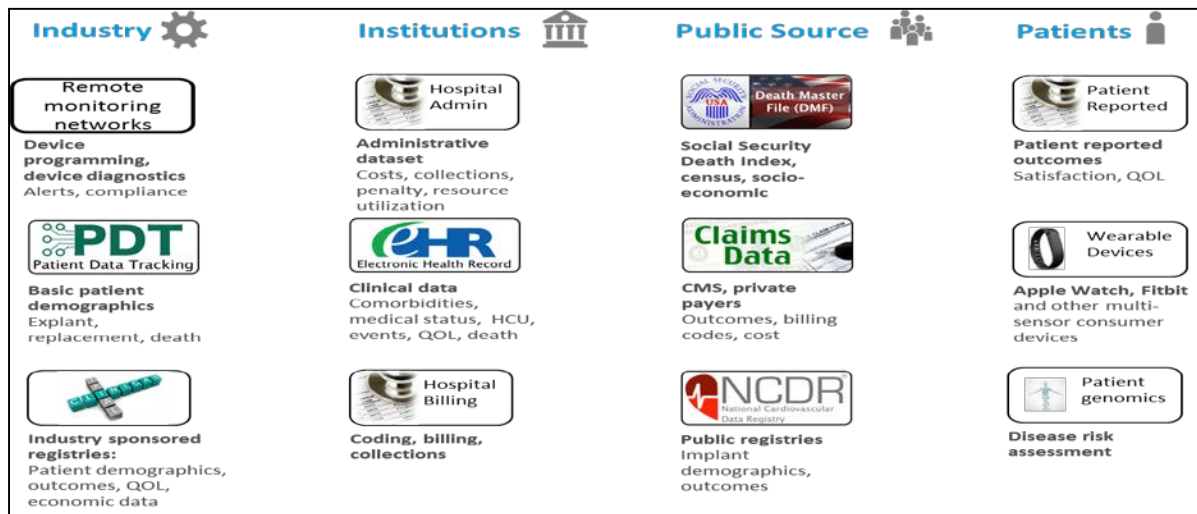 Industry
Institutions
Public Source
Patients
Remote
monitoring
networks
Device
programming,
device diagnostics
Alerts, compliance
PDT
Patient Data Tracking
Basic patient
demographics
Explant,
replacement, death
Industry sponsored
registries:
Patient demographics,
outcomes, QOL,
economic data
Hospital
Admin
Administrative
dataset
Costs, collections,
penalty, resource
utilization
eHR
Electronic Health Record
Clinical data
Comorbidities,
medical status, HCU,
events, QOL, death
Hospital
Billing
Coding, billing,
collections
SOCIAL SECURITY
ADMINISTRATION
USA
Death Master
File (DMF)
Social Security
Death Index,
census, socio-
economic
Claims
Data
CMS, private
payers
Outcomes, billing
codes, cost
NCDR
National Cardiovascular
Data Registry
Public registries
Implant
demographics,
outcomes
Patient
Reported
Patient reported
outcomes
Satisfaction, QOL
Wearable
Devices
Apple Watch, Fitbit
and other multi-
sensor consumer
devices
Patient
genomics
Disease risk
assessment